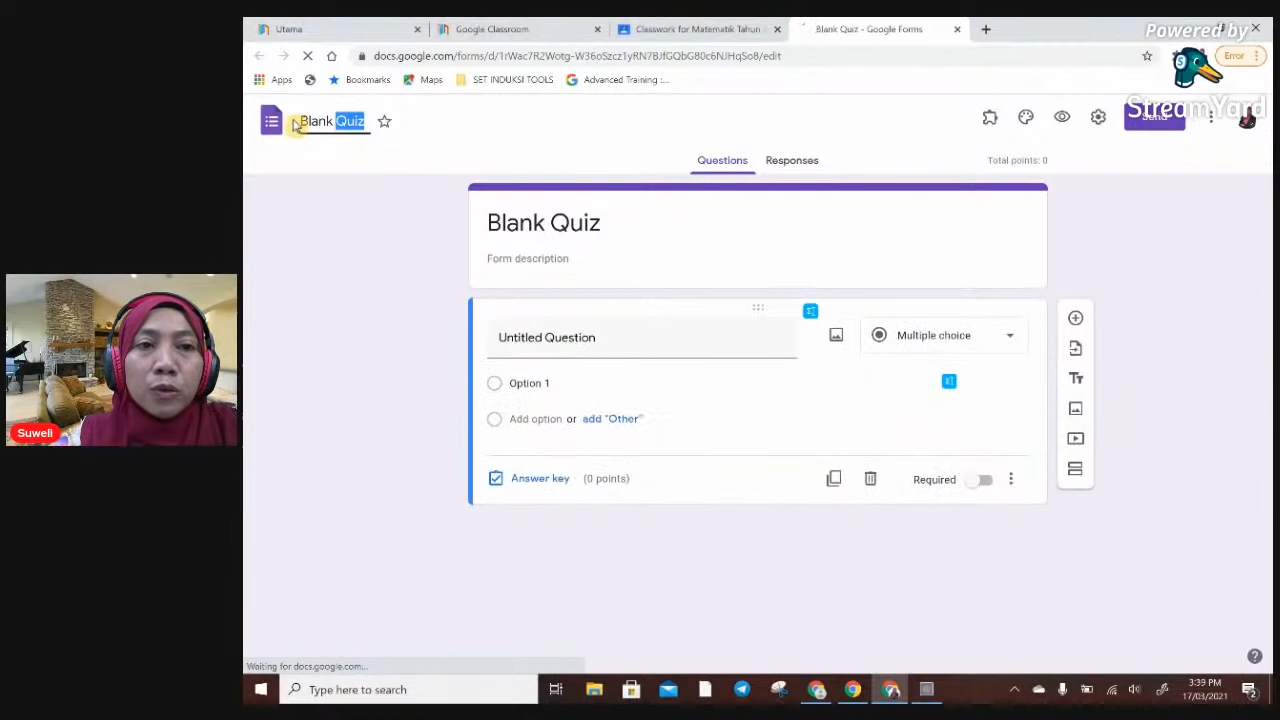 Utama
Google Classroom
Classwork for Matematik Tahun
Blank Quiz - Google Forms
Powered by
docs.google.com/forms/d/1rWac7R2Wotg-W36oSzcz1yRN7BJfGQbG80c6NJHqSo8/edit
Error
Apps
Bookmarks
Maps
SET INDUKSI TOOLS
Advanced Training :...
StreamYard
Blank Quiz
Send
Questions
Responses
Total points: 0
Blank Quiz
Form description
Untitled Question
Multiple choice
Option 1
Add option or add "Other"
Answer key (0 points)
Required
Suweli
Waiting for docs.google.com...
Type here to search
3:39 PM
17/03/2021
2